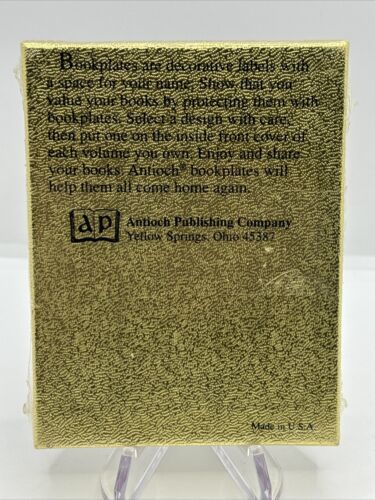 Bookplates are decorative labels with
a space for your name. Show that you
value your books by protecting them with
bookplates. Select a design with care,
then put one on the inside front cover of
each volume you own. Enjoy and share
your books. Antioch® bookplates will
help them all come home again.
ap
Antioch Publishing Company
Yellow Springs, Ohio 45387
Made in U.S.A.